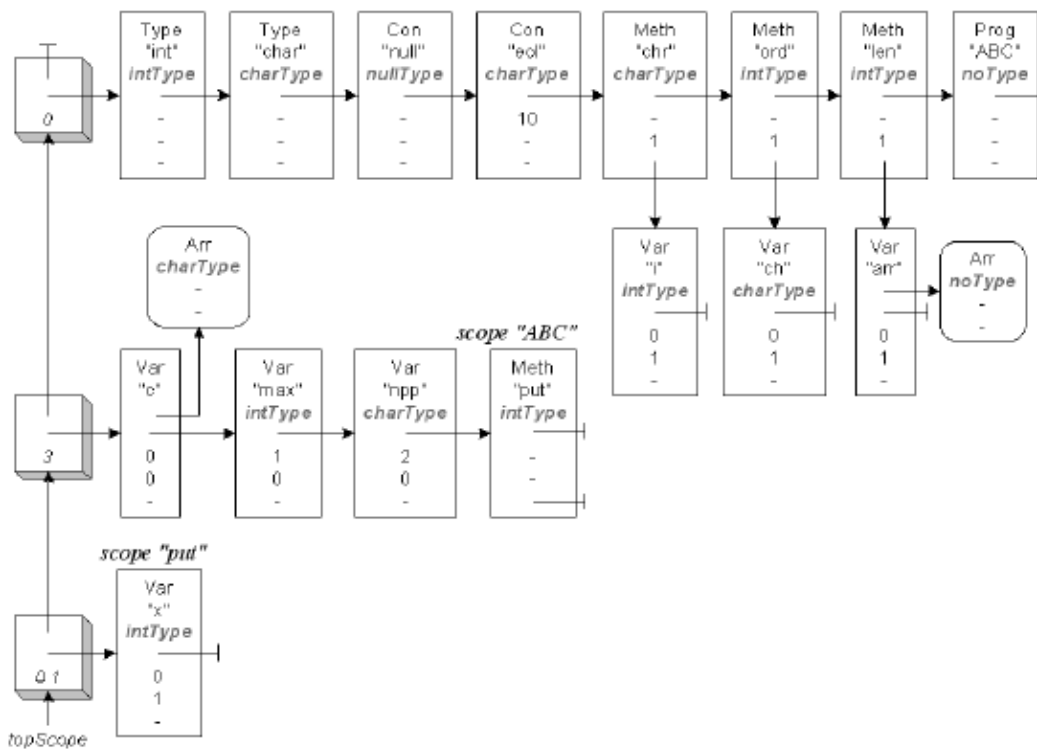 Type
"int"
intType
-
-
-
Type
"char"
charType
-
-
-
Con
"null"
nullType
-
-
-
Con
"eol"
charType
10
-
-
Meth
"chr"
charType
-
1
Meth
"ord"
intType
-
1
Meth
"len"
intType
-
1
Prog
"ABC"
noType
-
-
-
0
Arr
charType
-
-
Var
"i"
intType
0
1
-
Var
"ch"
charType
0
1
-
Var
"arr"
0
1
-
Arr
noType
-
-
scope "ABC"
3
Var
"c"
0
0
-
Var
"max"
intType
1
0
-
Var
"npp"
charType
2
0
-
Meth
"put"
intType
-
-
scope "put"
0 1
Var
"x"
intType
0
1
-
topScope